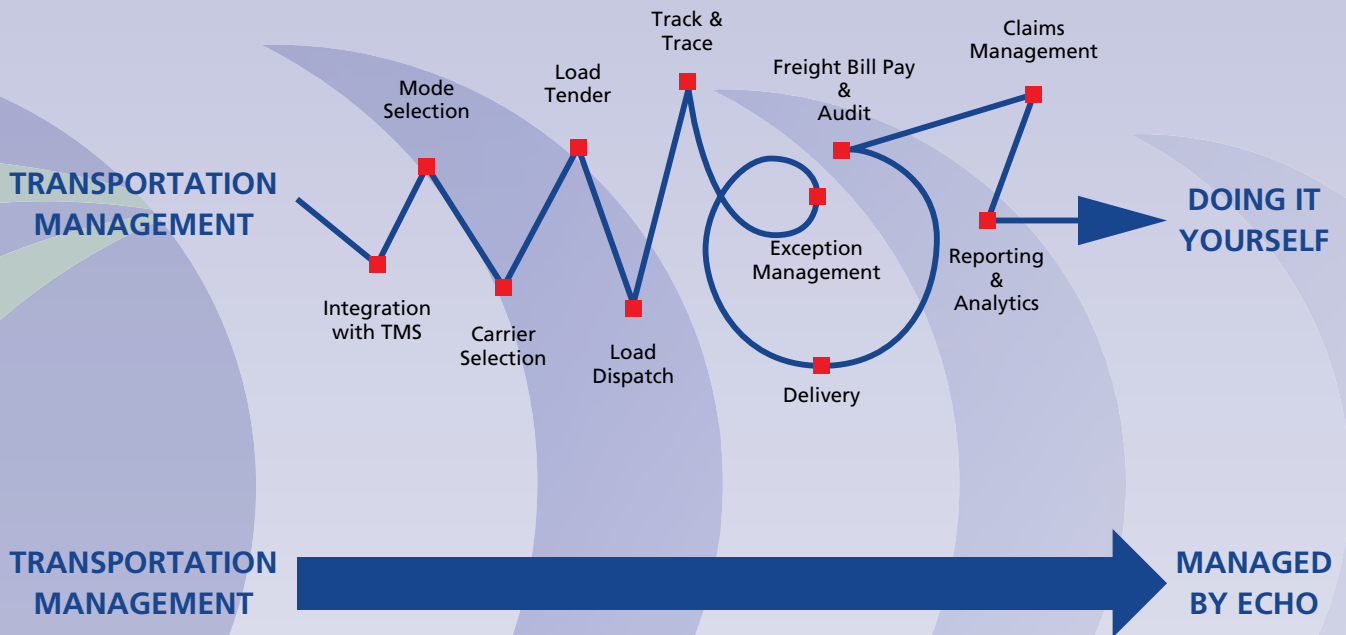 TRANSPORTATION
MANAGEMENT
Integration
with TMS
Mode
Selection
Carrier
Selection
Load
Tender
Load
Dispatch
Track &
Trace
Exception
Management
Delivery
Freight Bill Pay
&
Audit
Claims
Management
Reporting
&
Analytics
DOING IT
YOURSELF
TRANSPORTATION
MANAGEMENT
MANAGED
BY ECHO